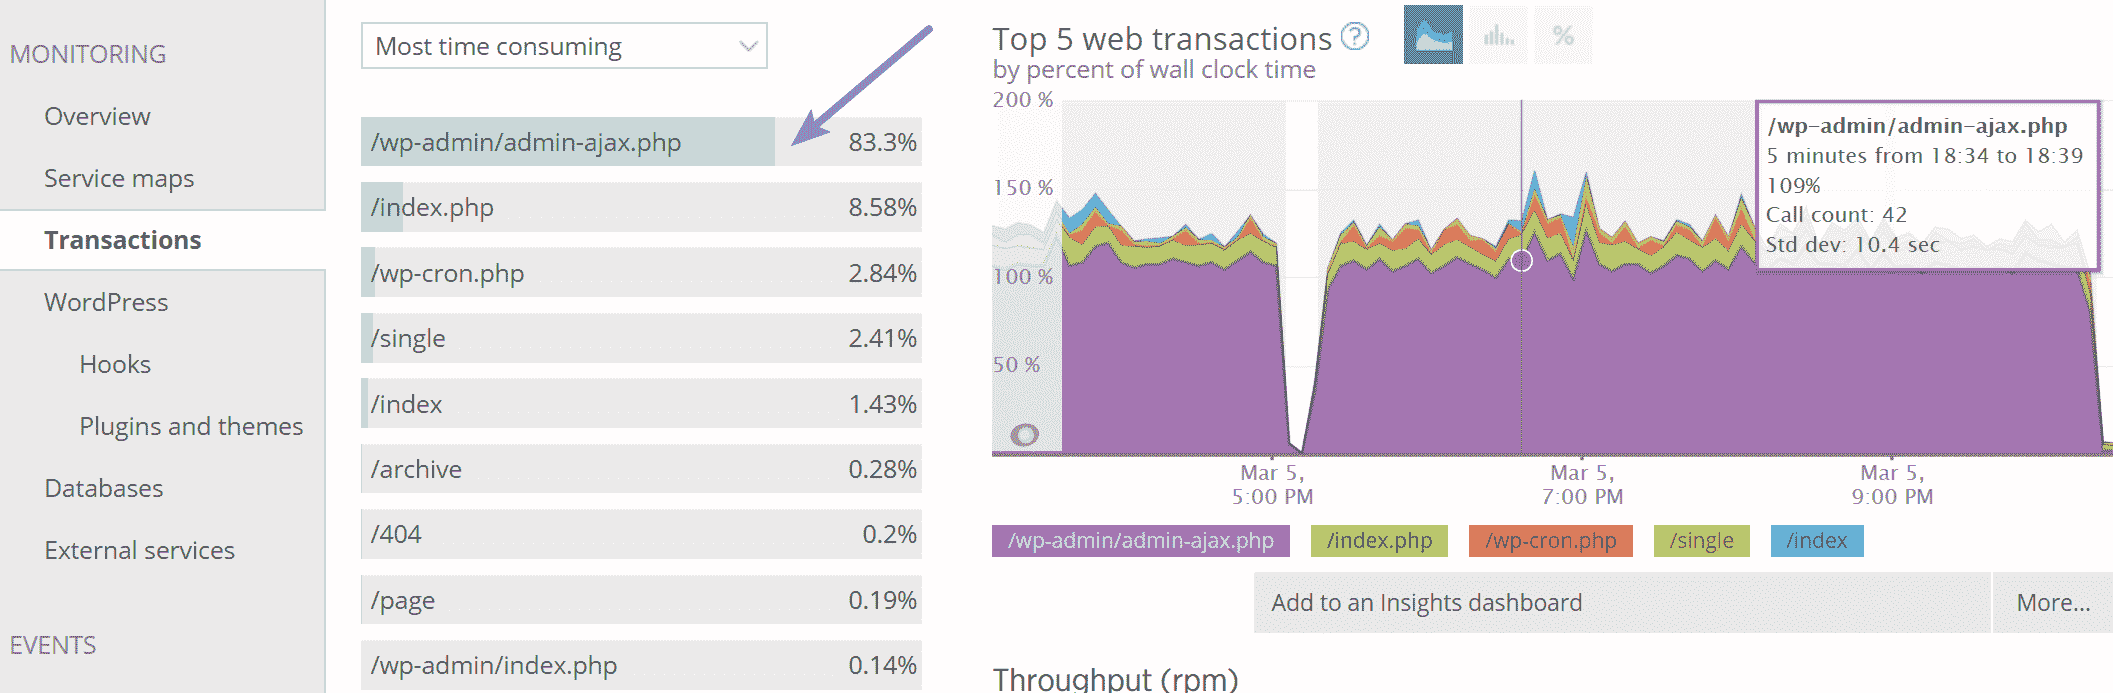 MONITORING
Overview
Service maps
Transactions
WordPress
Hooks
Plugins and themes
Databases
External services
EVENTS
Most time consuming
/wp-admin/admin-ajax.php 83.3%
/index.php 8.58%
/wp-cron.php 2.84%
/single 2.41%
/index 1.43%
/archive 0.28%
/404 0.2%
/page 0.19%
/wp-admin/index.php 0.14%
Top 5 web transactions ?
%
by percent of wall clock time
200 %
150 %
100 %
50 %
/wp-admin/admin-ajax.php
5 minutes from 18:34 to 18:39
109%
Call count: 42
Std dev: 10.4 sec
Mar 5, 5:00 PM
Mar 5, 7:00 PM
Mar 5, 9:00 PM
/wp-admin/admin-ajax.php /index.php /wp-cron.php /single /index
Add to an Insights dashboard More...
Throughput (rpm)